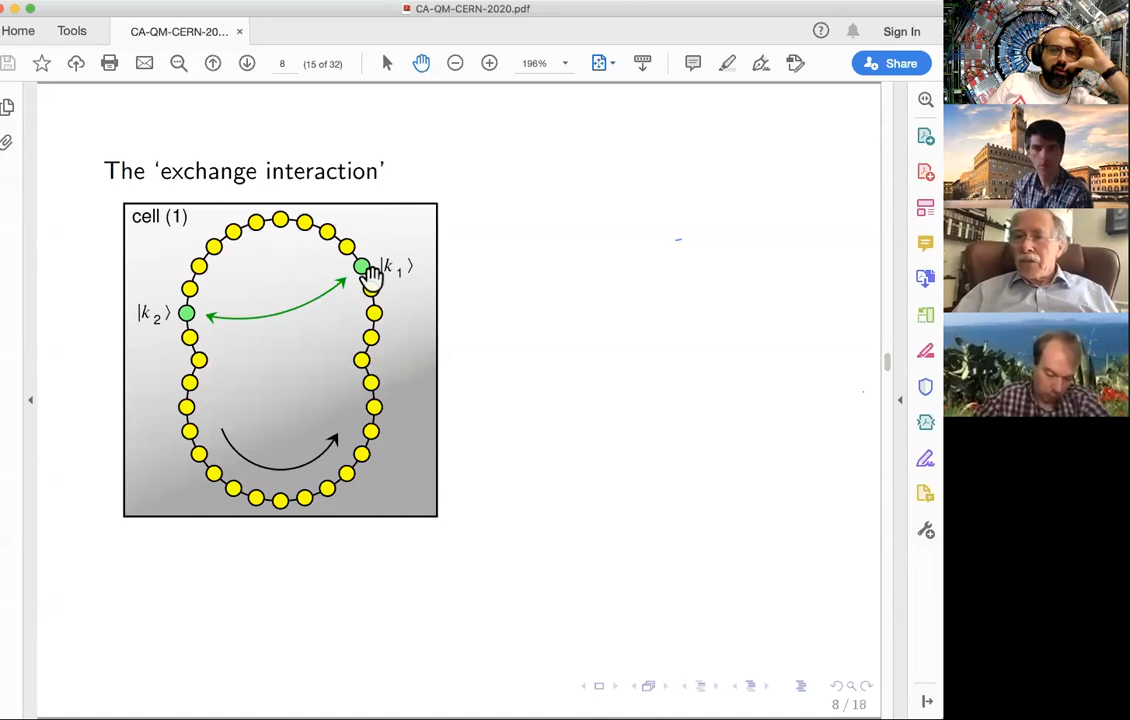 CA-QM-CERN-2020.pdf
Home Tools CA-QM-CERN-20... × Sign In
8 (15 of 32) 196% Share
The ‘exchange interaction’
cell (1)
|k 1 ⟩
|k 2 ⟩
8 / 18